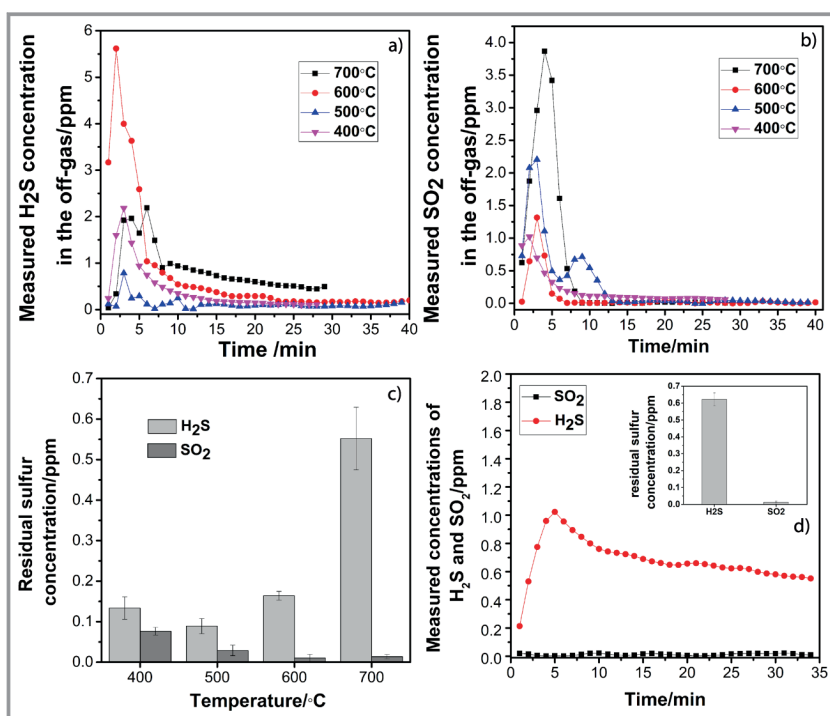 a)
Measured H2S concentration
in the off-gas/ppm
6
5
4
3
2
1
0
700°C
600°C
500°C
400°C
0 5 10 15 20 25 30 35 40
Time /min
b)
Measured SO2 concentration
in the off-gas/ppm
4.0
3.5
3.0
2.5
2.0
1.5
1.0
0.5
0.0
700°C
600°C
500°C
400°C
0 5 10 15 20 25 30 35 40
Time/min
c)
Residual sulfur
concentration/ppm
0.7
0.6
0.5
0.4
0.3
0.2
0.1
0.0
H2S
SO2
400 500 600 700
Temperature/°C
Measured concentrations of
H2S and SO2/ppm
2.0
1.8
1.6
1.4
1.2
1.0
0.8
0.6
0.4
0.2
0.0
SO2
H2S
residual sulfur
concentration/ppm
0.7
0.6
0.5
0.4
0.3
0.2
0.1
0.0
H2S SO2
d)
0 5 10 15 20 25 30 35
Time/min